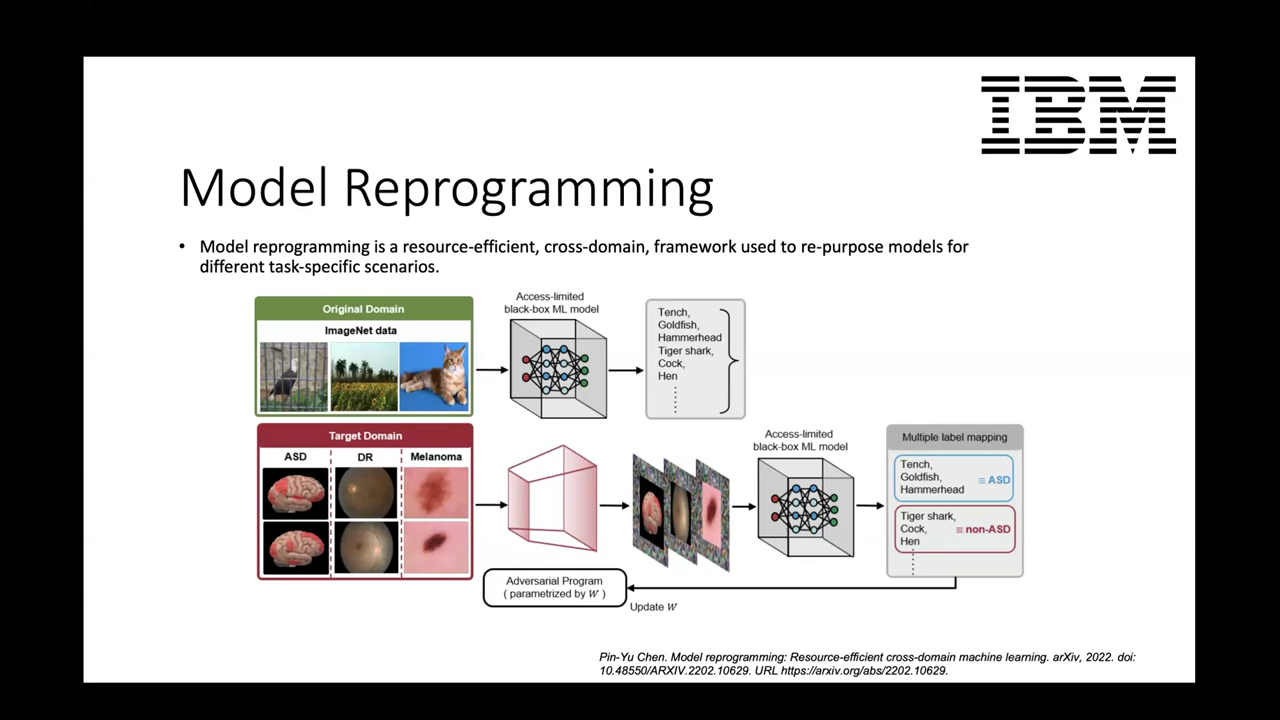 IBM
Model Reprogramming
• Model reprogramming is a resource-efficient, cross-domain, framework used to re-purpose models for
different task-specific scenarios.
Original Domain
ImageNet data
Access-limited
black-box ML model
Tench,
Goldfish,
Hammerhead
Tiger shark,
Cock,
Hen
Target Domain
ASD DR Melanoma
Access-limited
black-box ML model
Multiple label mapping
Tench,
Goldfish,
Hammerhead
≡ ASD
Tiger shark,
Cock,
Hen
≡ non-ASD
Adversarial Program
( parametrized by W )
Update W
Pin-Yu Chen. Model reprogramming: Resource-efficient cross-domain machine learning. arXiv, 2022. doi:
10.48550/ARXIV.2202.10629. URL https://arxiv.org/abs/2202.10629.